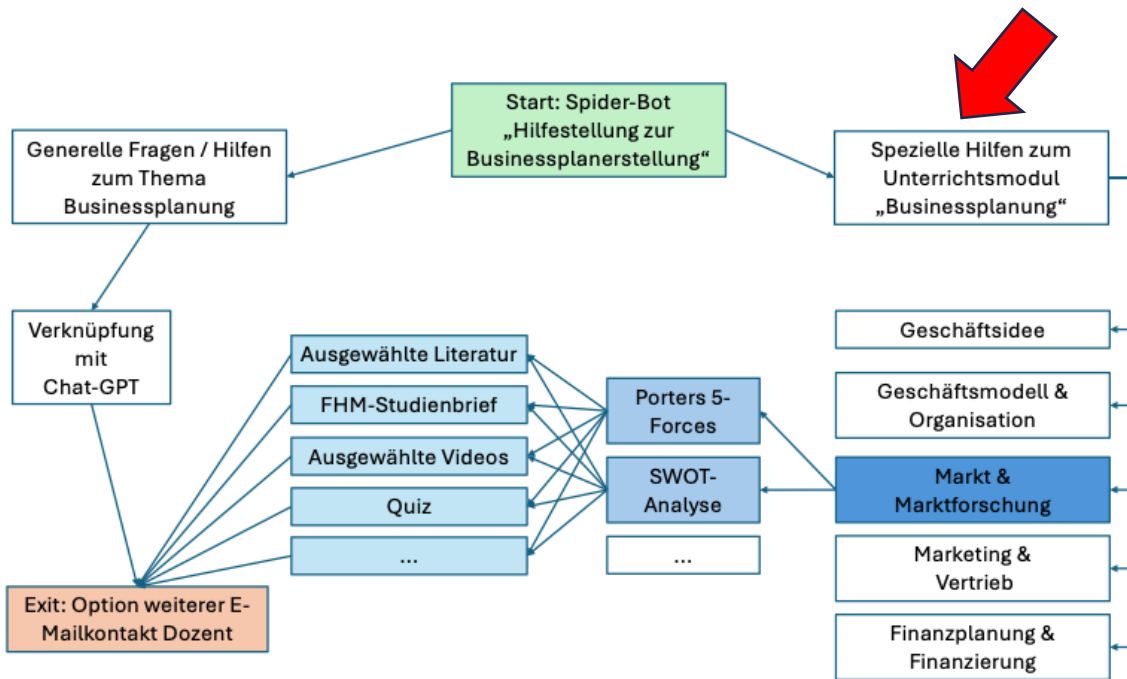 Start: Spider-Bot
„Hilfestellung zur
Businessplanerstellung“
Generelle Fragen / Hilfen
zum Thema
Businessplanung
Spezielle Hilfen zum
Unterrichtsmodul
„Businessplanung“
Verknüpfung
mit
Chat-GPT
Ausgewählte Literatur
FHM-Studienbrief
Ausgewählte Videos
Quiz
...
Porters 5-
Forces
SWOT-
Analyse
...
Geschäftsidee
Geschäftsmodell &
Organisation
Markt &
Marktforschung
Marketing &
Vertrieb
Finanzplanung &
Finanzierung
Exit: Option weiterer E-
Mailkontakt Dozent